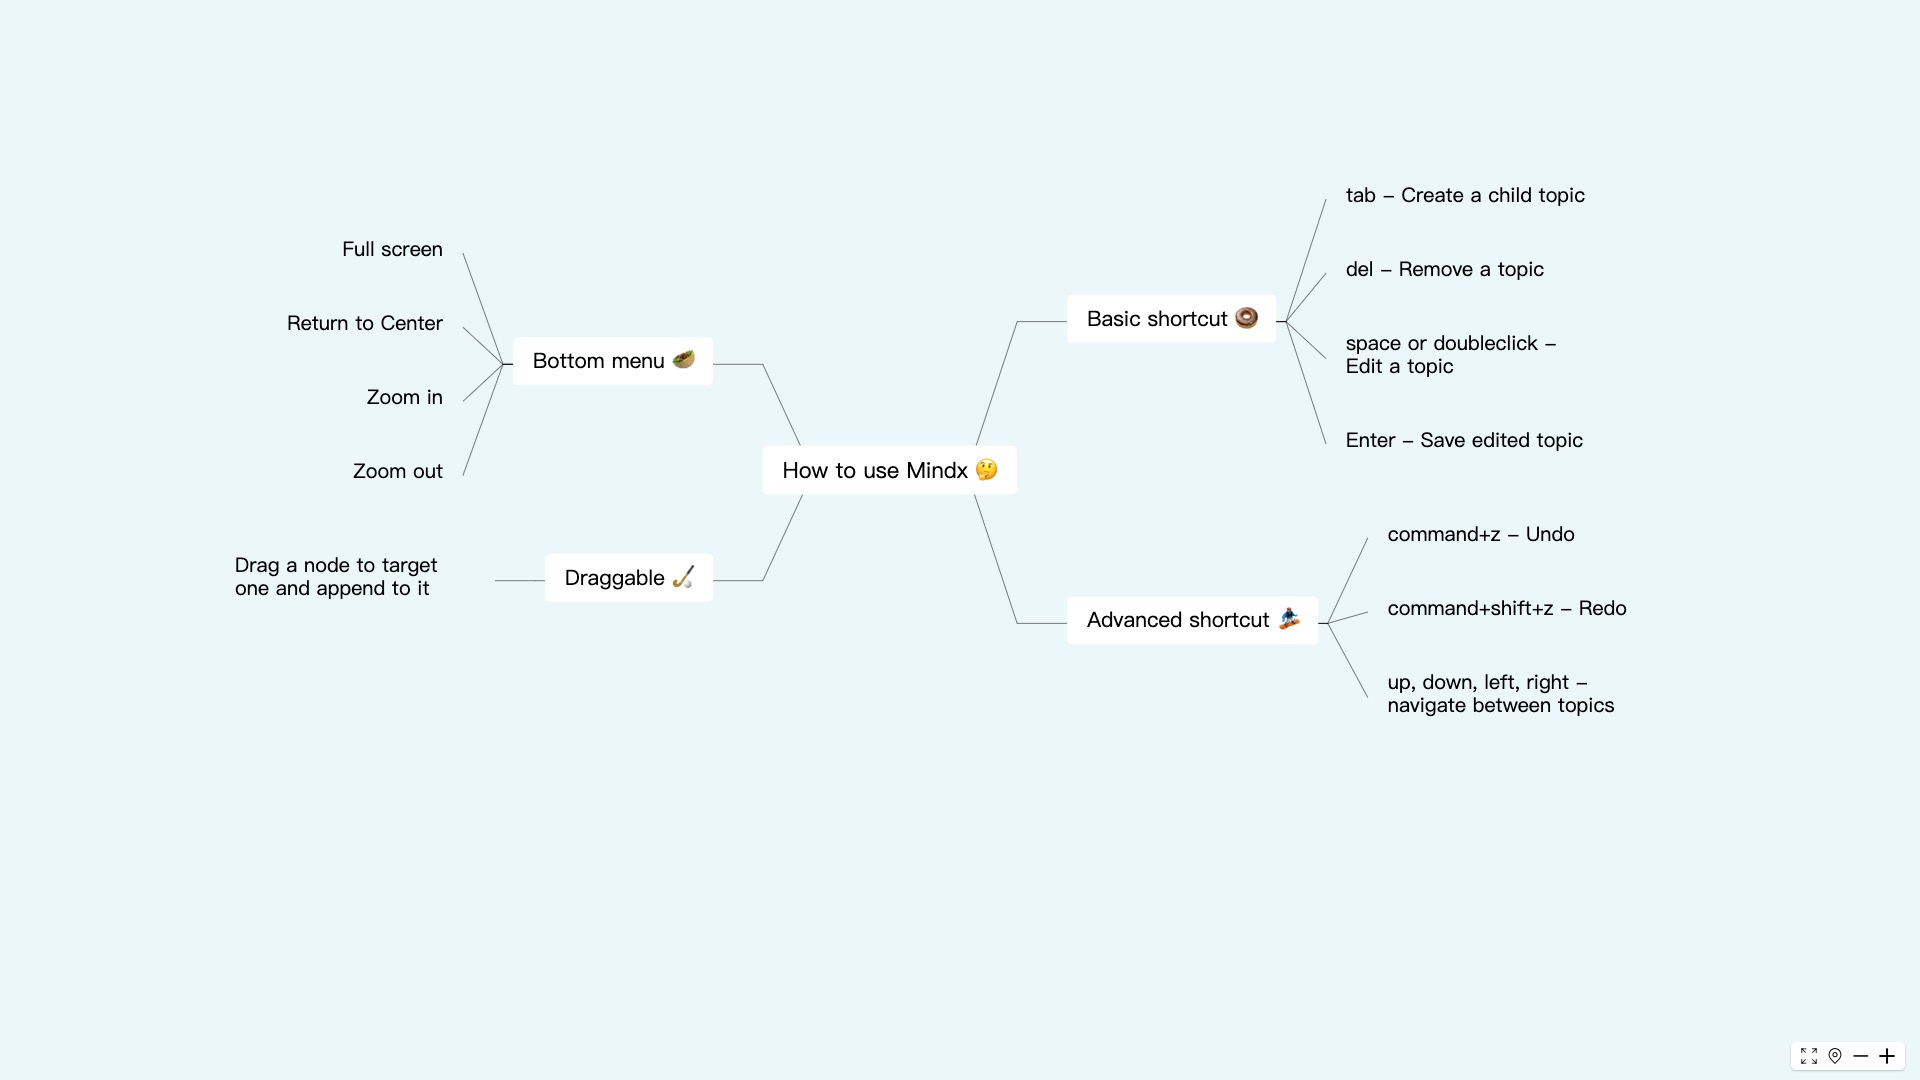 How to use Mindx 🤔
Bottom menu 🥙
Full screen
Return to Center
Zoom in
Zoom out
Draggable 🏑
Drag a node to target
one and append to it
Basic shortcut 🍩
tab – Create a child topic
del – Remove a topic
space or doubleclick –
Edit a topic
Enter – Save edited topic
Advanced shortcut 🏂
command+z – Undo
command+shift+z – Redo
up, down, left, right –
navigate between topics